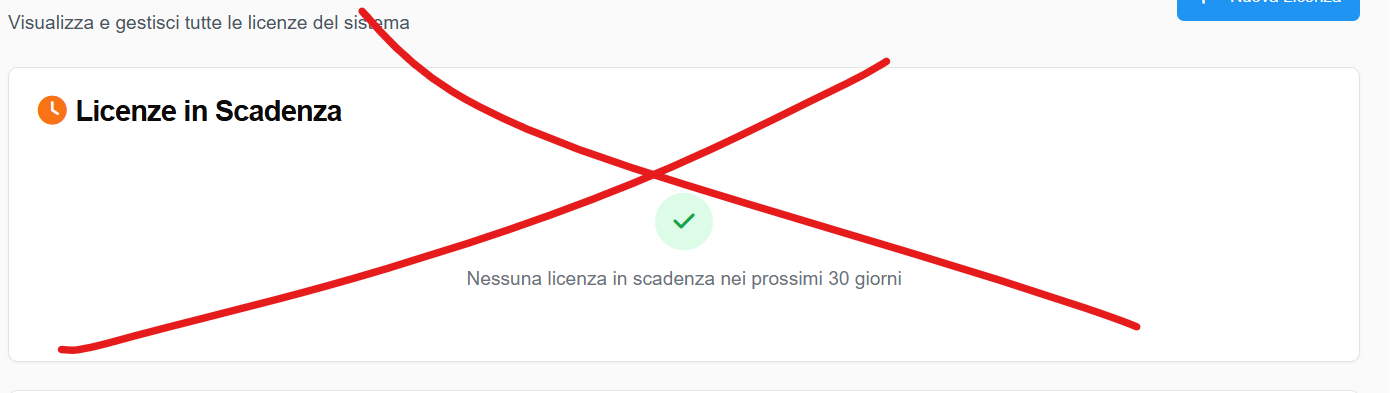 Visualizza e gestisci tutte le licenze del sistema
Nuova Licenza
Licenze in Scadenza
Nessuna licenza in scadenza nei prossimi 30 giorni